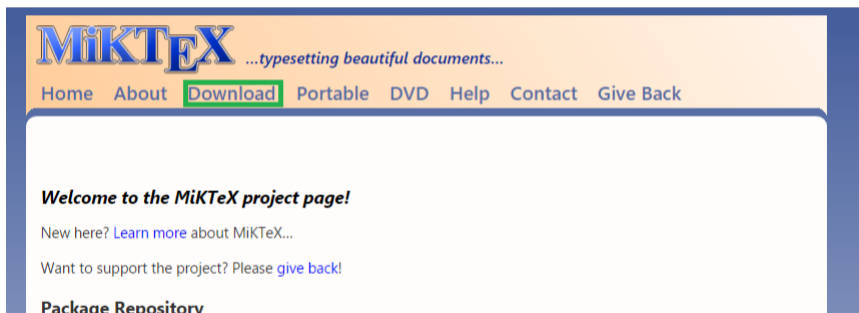 MiKTEX ...typesetting beautiful documents...
Home About Download Portable DVD Help Contact Give Back
Welcome to the MiKTeX project page!
New here? Learn more about MiKTeX...
Want to support the project? Please give back!
Package Repository